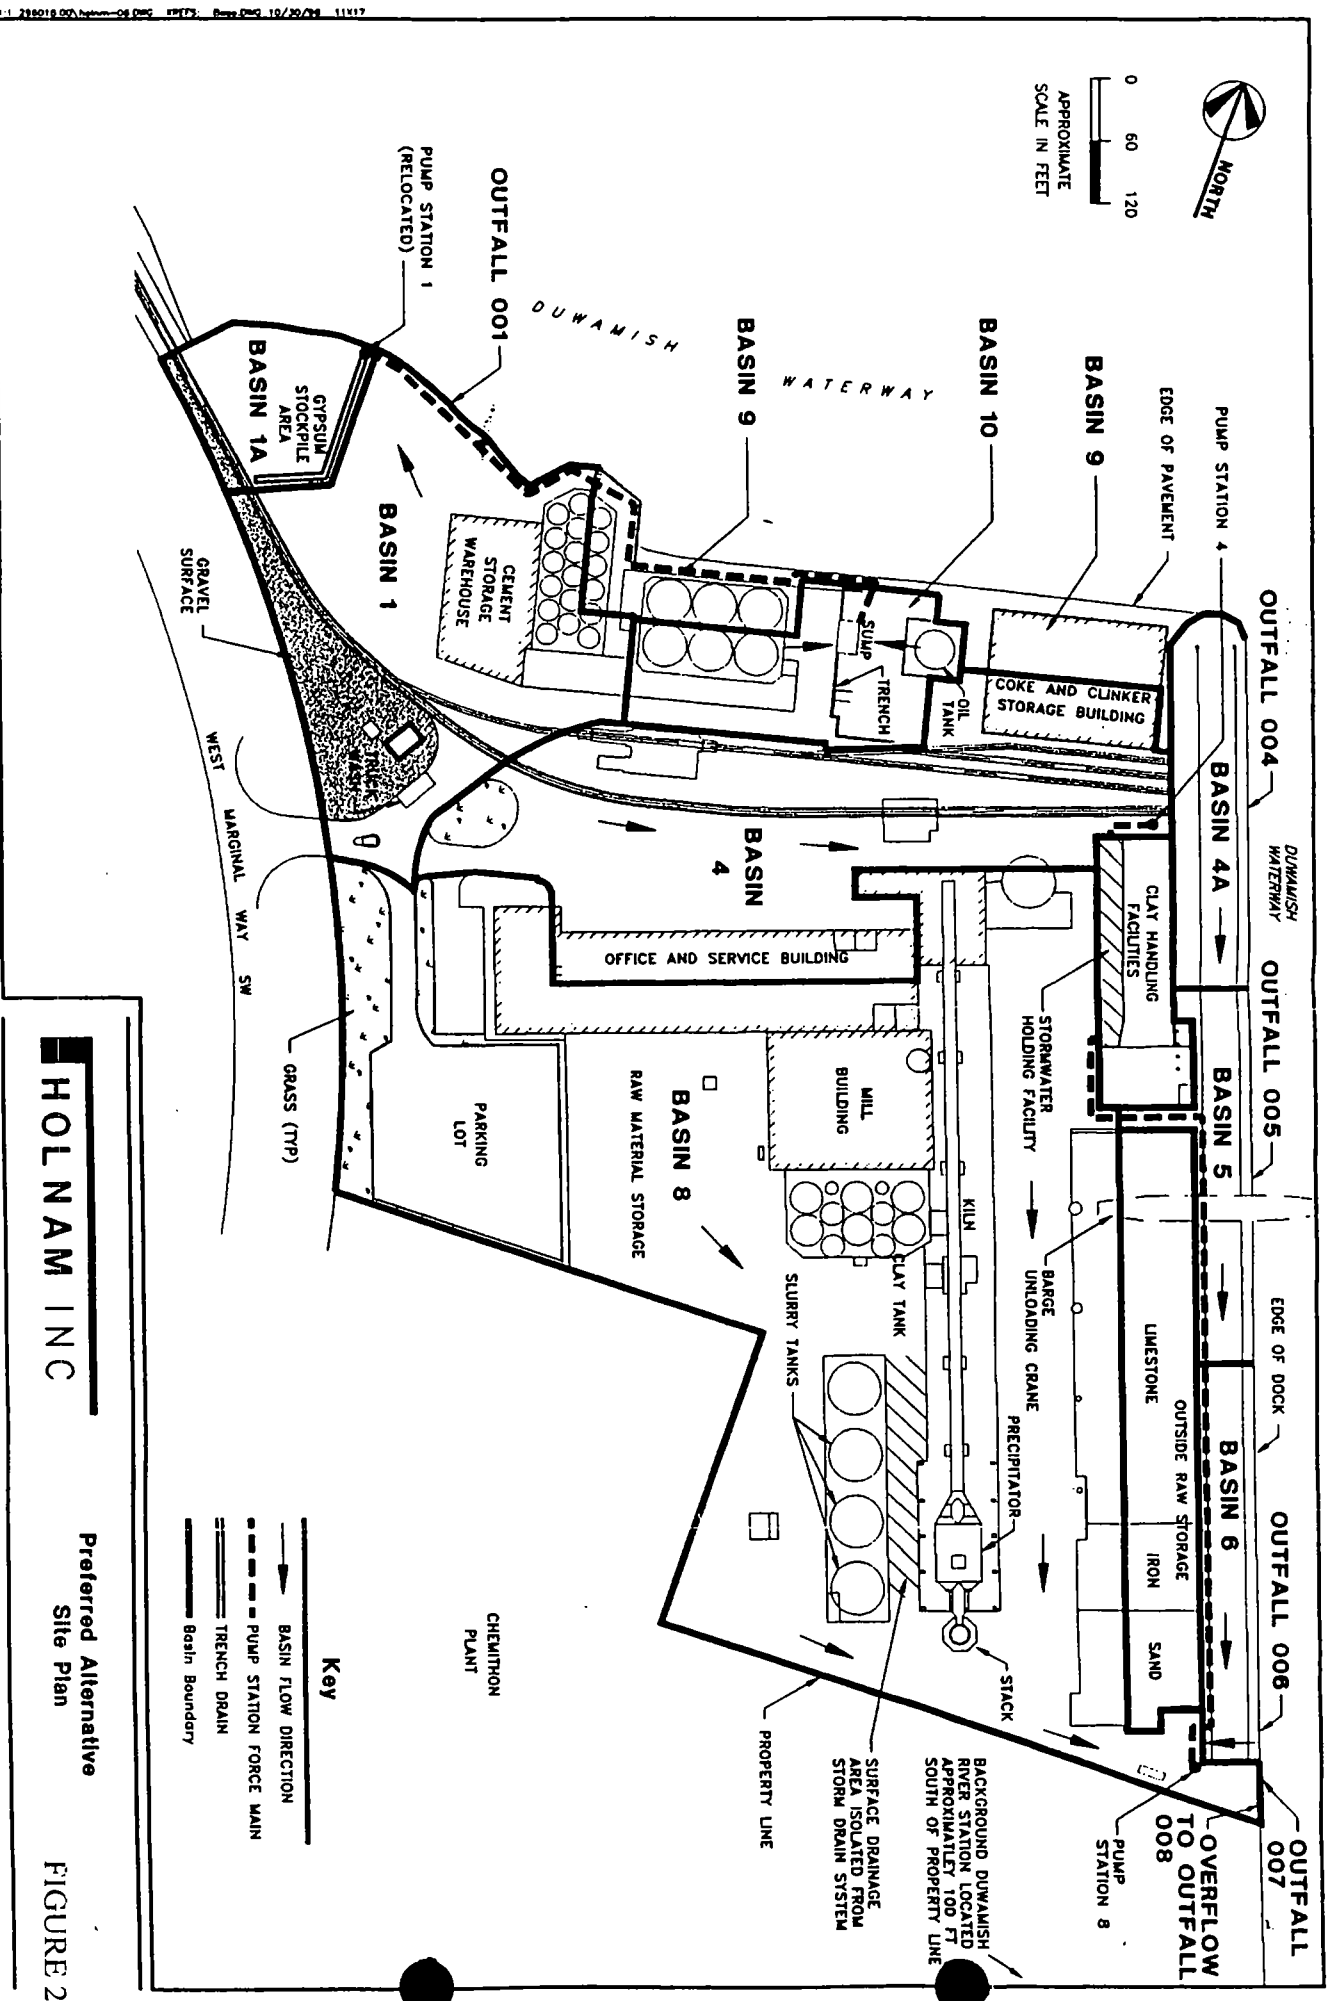 10/30/98 11X17
NORTH
0 60 120
APPROXIMATE
SCALE IN FEET
PUMP STATION 1
(RELOCATED)
OUTFALL 001
DUWAMISH
WATERWAY
BASIN 9
BASIN 10
BASIN 9
EDGE OF PAVEMENT
PUMP STATION 4
OUTFALL 004
DUWAMISH
WATERWAY
OUTFALL 005
EDGE OF DOCK
OUTFALL 006
OUTFALL
007
OVERFLOW
TO OUTFALL
008
PUMP
STATION 8
BASIN 4A
BASIN 5
BASIN 6
BASIN 1A
GYPSUM
STOCKPILE
AREA
BASIN 1
GRAVEL
SURFACE
CEMENT
STORAGE
WAREHOUSE
SUMP
TRENCH
OIL
TANK
COKE AND CLINKER
STORAGE BUILDING
TRUCK
WASH
WEST MARGINAL WAY SW
BASIN
4
CLAY HANDLING
FACILITIES
STORMWATER
HOLDING FACILITY
OFFICE AND SERVICE BUILDING
GRASS (TYP)
PARKING
LOT
BASIN 8
RAW MATERIAL STORAGE
MILL
BUILDING
KILN
CLAY TANK
SLURRY TANKS
BARGE
UNLOADING CRANE
LIMESTONE
OUTSIDE RAW STORAGE
IRON
SAND
PRECIPITATOR
STACK
CHEMITHON
PLANT
PROPERTY LINE
SURFACE DRAINAGE
AREA ISOLATED FROM
STORM DRAIN SYSTEM
BACKGROUND DUWAMISH
RIVER STATION LOCATED
APPROXIMATLEY 100 FT
SOUTH OF PROPERTY LINE
Key
BASIN FLOW DIRECTION
PUMP STATION FORCE MAIN
TRENCH DRAIN
Basin Boundary
HOLNAM INC
Preferred Alternative
Site Plan
FIGURE 2